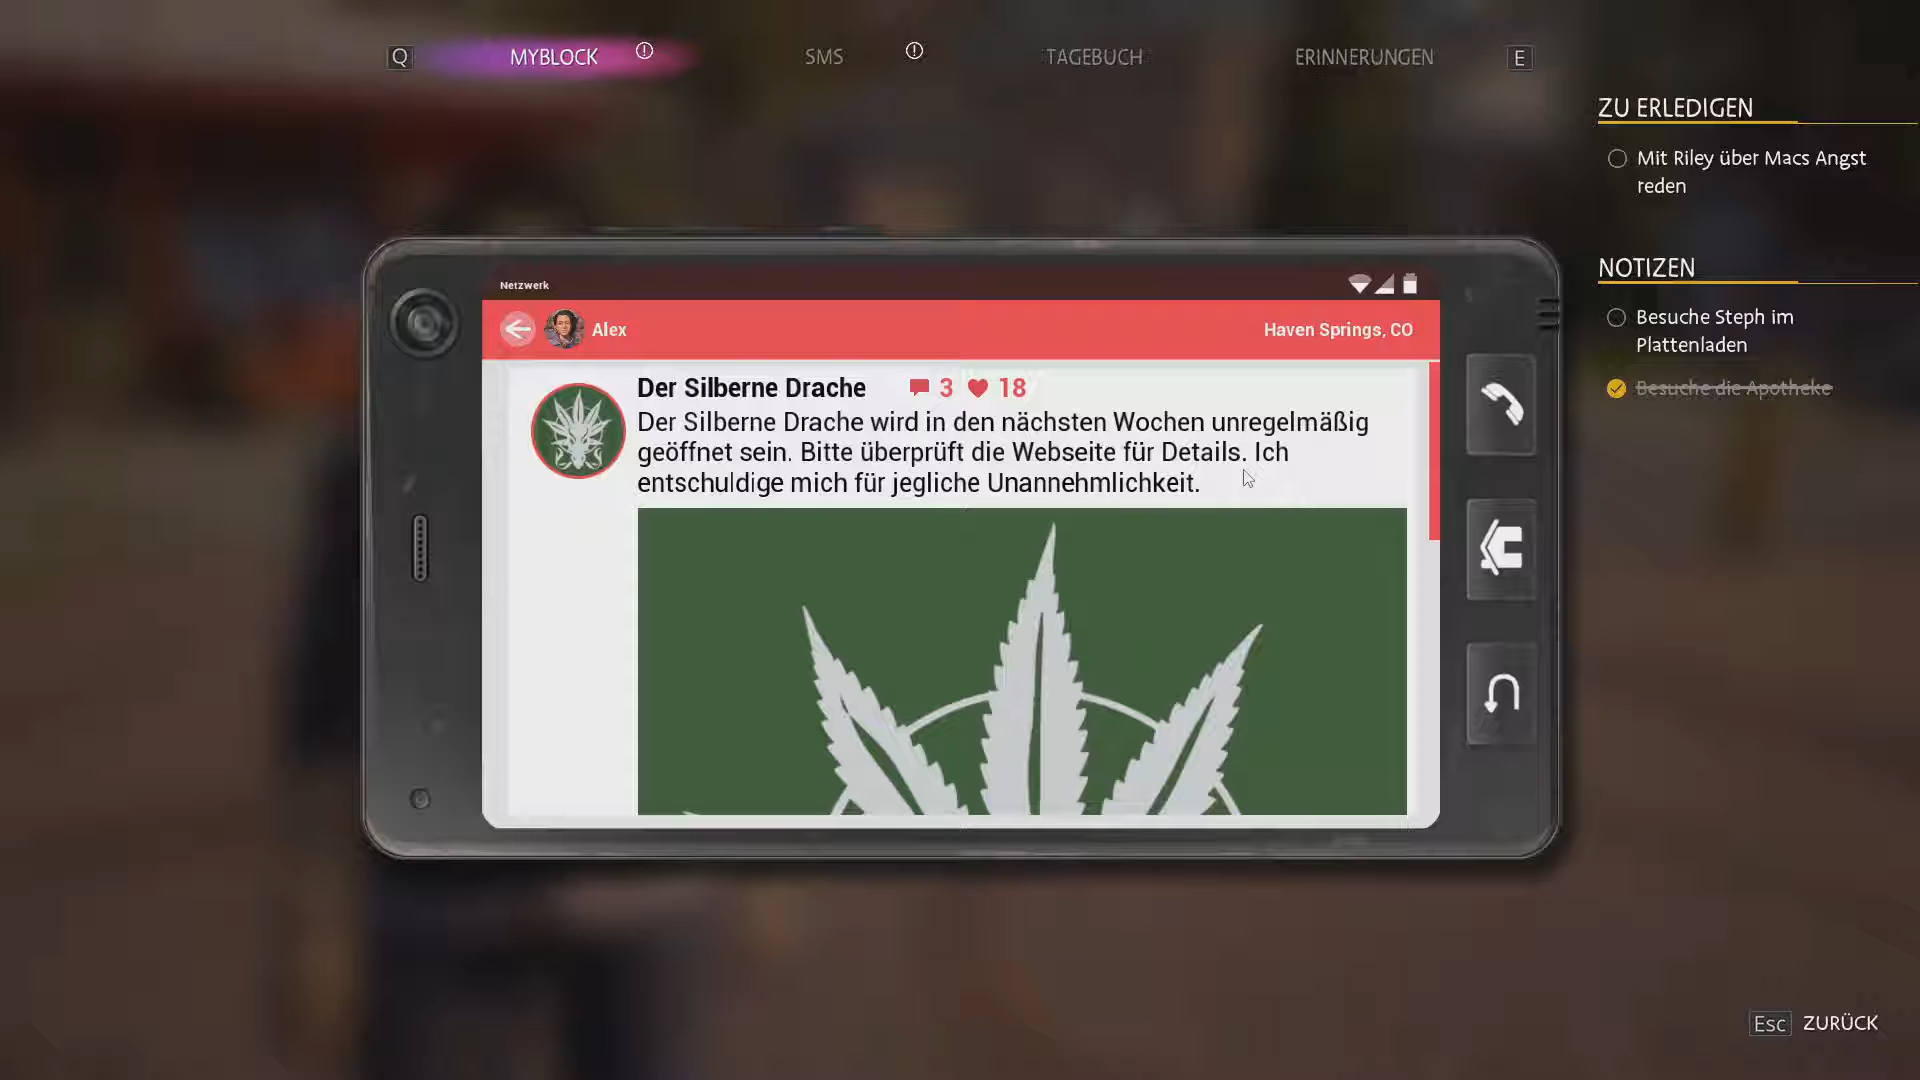 Q
MYBLOCK
SMS
TAGEBUCH
ERINNERUNGEN
E
ZU ERLEDIGEN
Mit Riley über Macs Angst
reden
NOTIZEN
Besuche Steph im
Plattenladen
Besuche die Apotheke
Netzwerk
Alex
Haven Springs, CO
Der Silberne Drache 3 18
Der Silberne Drache wird in den nächsten Wochen unregelmäßig
geöffnet sein. Bitte überprüft die Webseite für Details. Ich
entschuldige mich für jegliche Unannehmlichkeit.
Esc ZURÜCK